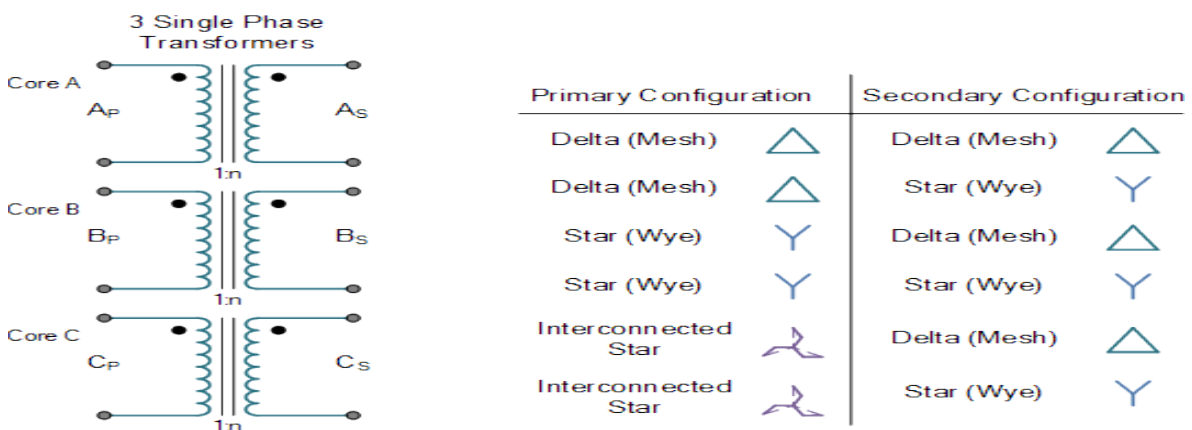 3 Single Phase
Transformers
Core A
AP
AS
1:n
Core B
BP
BS
1:n
Core C
CP
CS
1:n
Primary Configuration Secondary Configuration
Delta (Mesh) Delta (Mesh)
Delta (Mesh) Star (Wye)
Star (Wye) Delta (Mesh)
Star (Wye) Star (Wye)
Interconnected
Star Delta (Mesh)
Interconnected
Star Star (Wye)